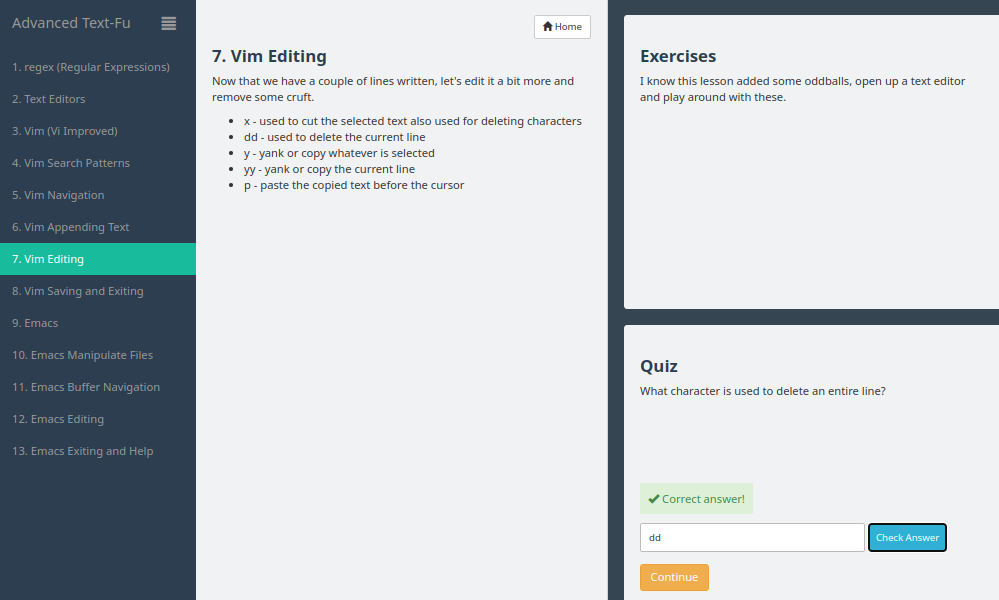 Advanced Text-Fu
1. regex (Regular Expressions)
2. Text Editors
3. Vim (Vi Improved)
4. Vim Search Patterns
5. Vim Navigation
6. Vim Appending Text
7. Vim Editing
8. Vim Saving and Exiting
9. Emacs
10. Emacs Manipulate Files
11. Emacs Buffer Navigation
12. Emacs Editing
13. Emacs Exiting and Help
Home
7. Vim Editing
Now that we have a couple of lines written, let's edit it a bit more and
remove some cruft.
• x - used to cut the selected text also used for deleting characters
• dd - used to delete the current line
• y - yank or copy whatever is selected
• yy - yank or copy the current line
• p - paste the copied text before the cursor
Exercises
I know this lesson added some oddballs, open up a text editor
and play around with these.
Quiz
What character is used to delete an entire line?
Correct answer!
dd
Check Answer
Continue